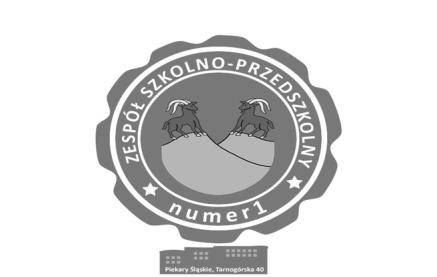 ZESPÓŁ SZKOLNO-PRZEDSZKOLNY
numer1
Piekary Śląskie, Tarnogórska 40